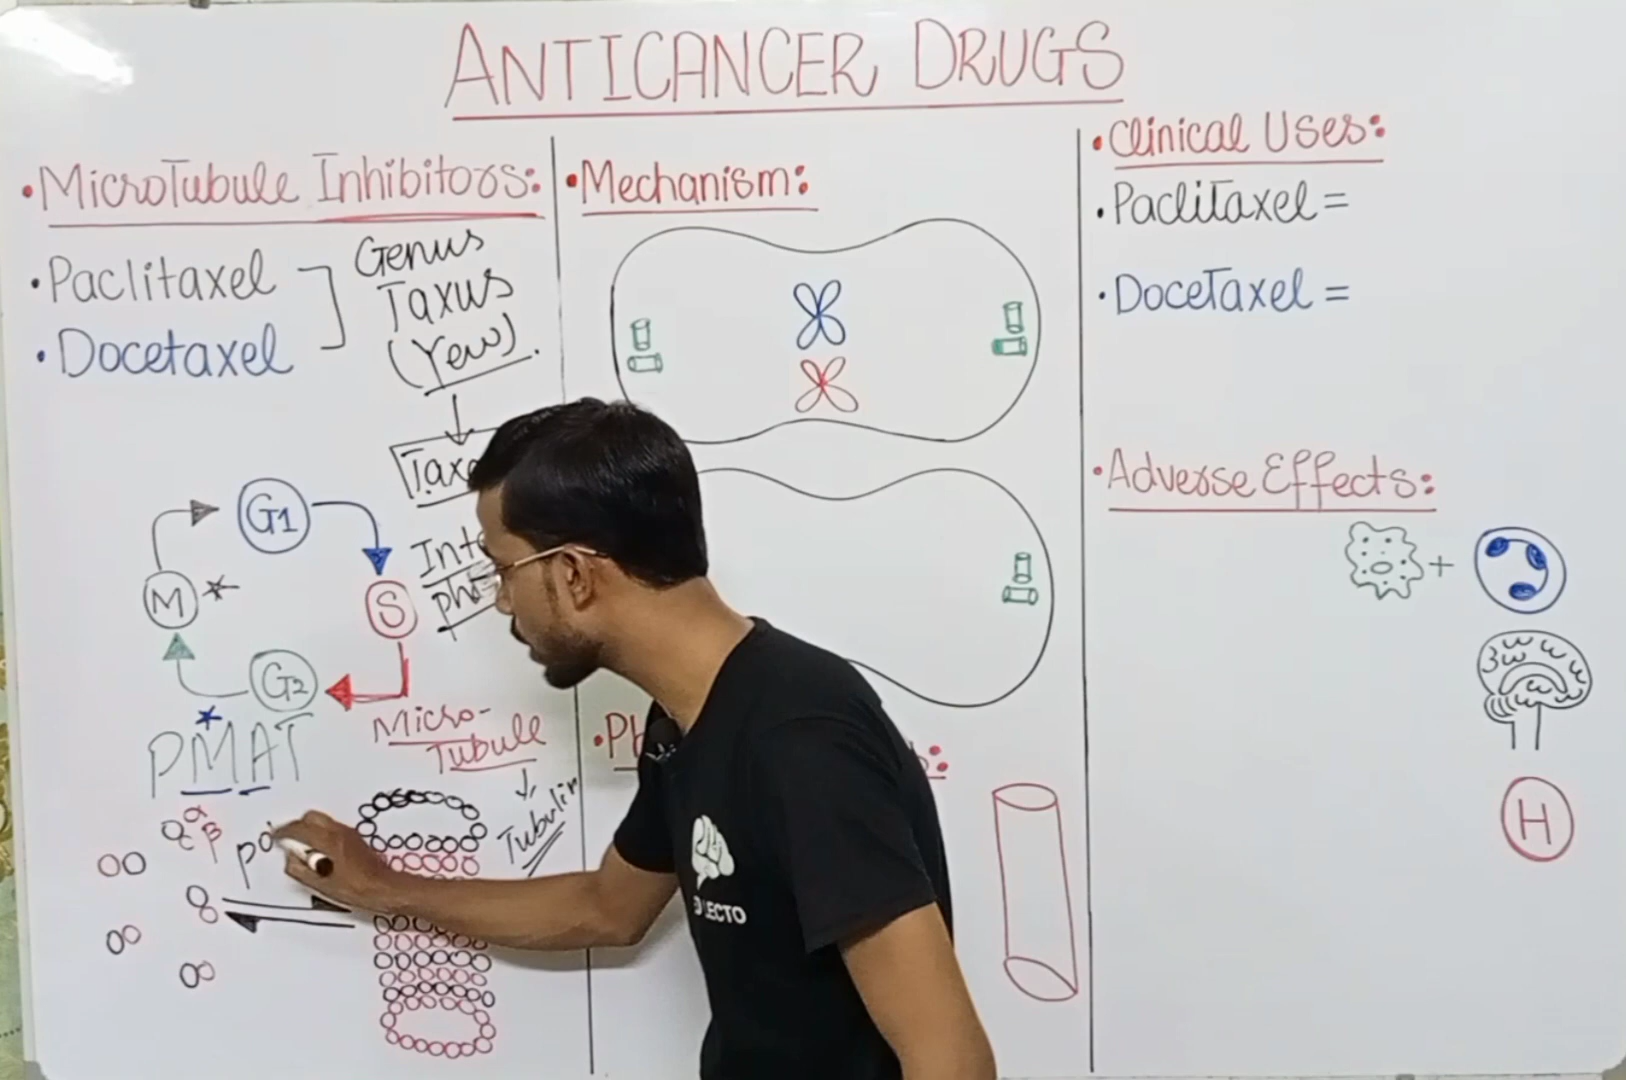 ANTICANCER DRUGS
• MicroTubule Inhibitors:
• Paclitaxel
• Docetaxel
Genus
Taxus
(Yew).
G1
S
G2
M
PMAT
Micro-
Tubule
Tubulin
α
β
• Mechanism:
• Clinical Uses:
• Paclitaxel =
• Docetaxel =
• Adverse Effects:
+
H